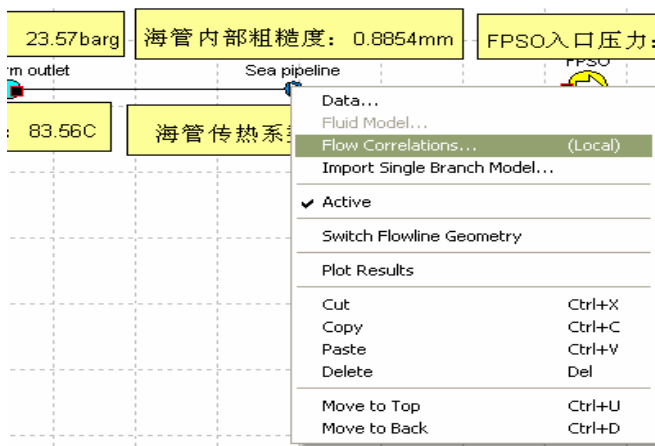 23.57barg
海管内部粗糙度：0.8854mm
FPSO入口压力：
outlet
Sea pipeline
FPSO
83.56C
海管传热系
Data...
Fluid Model...
Flow Correlations... (Local)
Import Single Branch Model...
Active
Switch Flowline Geometry
Plot Results
Cut Ctrl+X
Copy Ctrl+C
Paste Ctrl+V
Delete Del
Move to Top Ctrl+U
Move to Back Ctrl+D